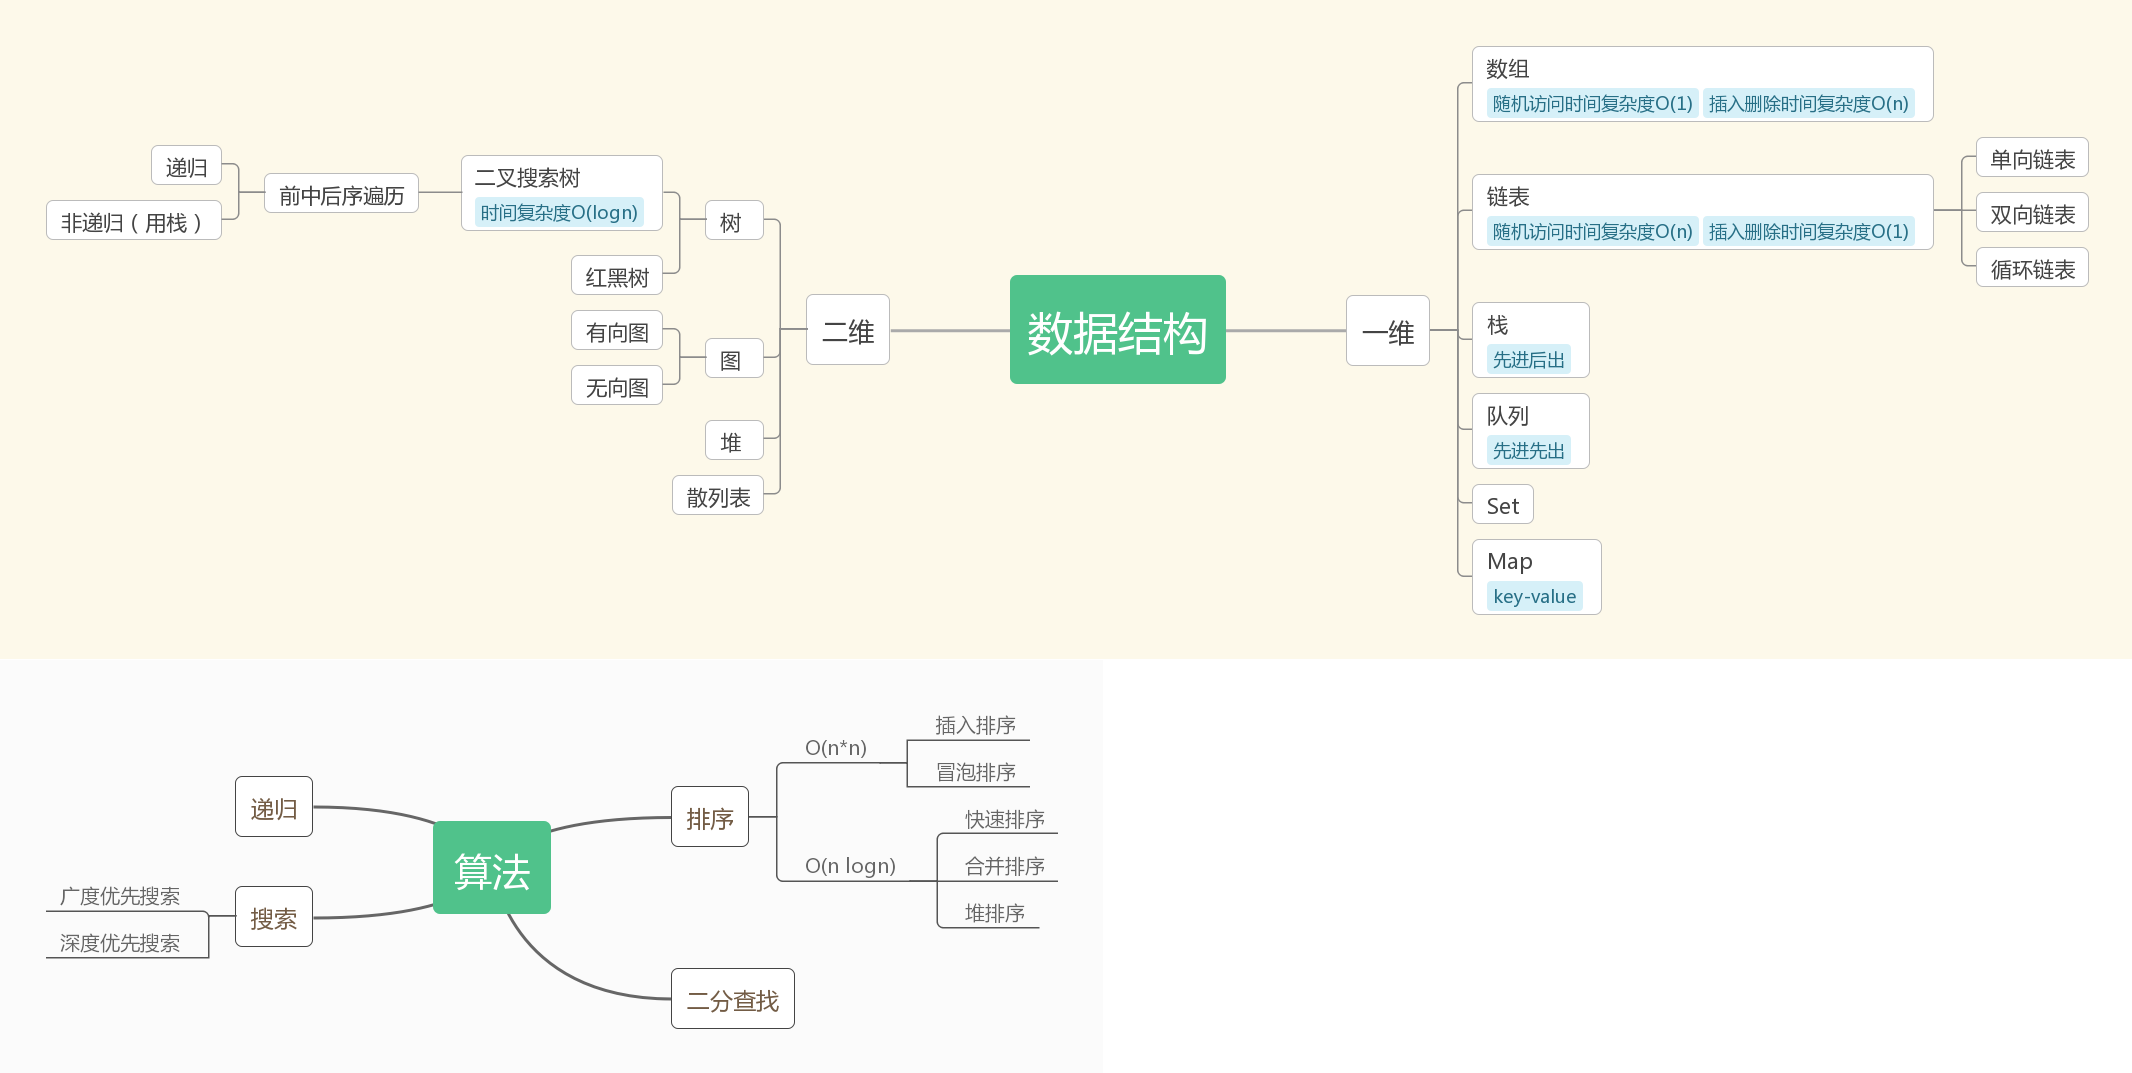 数据结构
一维
数组
随机访问时间复杂度O(1) 插入删除时间复杂度O(n)
链表
随机访问时间复杂度O(n) 插入删除时间复杂度O(1)
单向链表
双向链表
循环链表
栈
先进后出
队列
先进先出
Set
Map
key-value
二维
树
二叉搜索树
时间复杂度O(logn)
前中后序遍历
递归
非递归（用栈）
红黑树
图
有向图
无向图
堆
散列表
算法
排序
O(n*n)
插入排序
冒泡排序
O(n logn)
快速排序
合并排序
堆排序
二分查找
递归
搜索
广度优先搜索
深度优先搜索